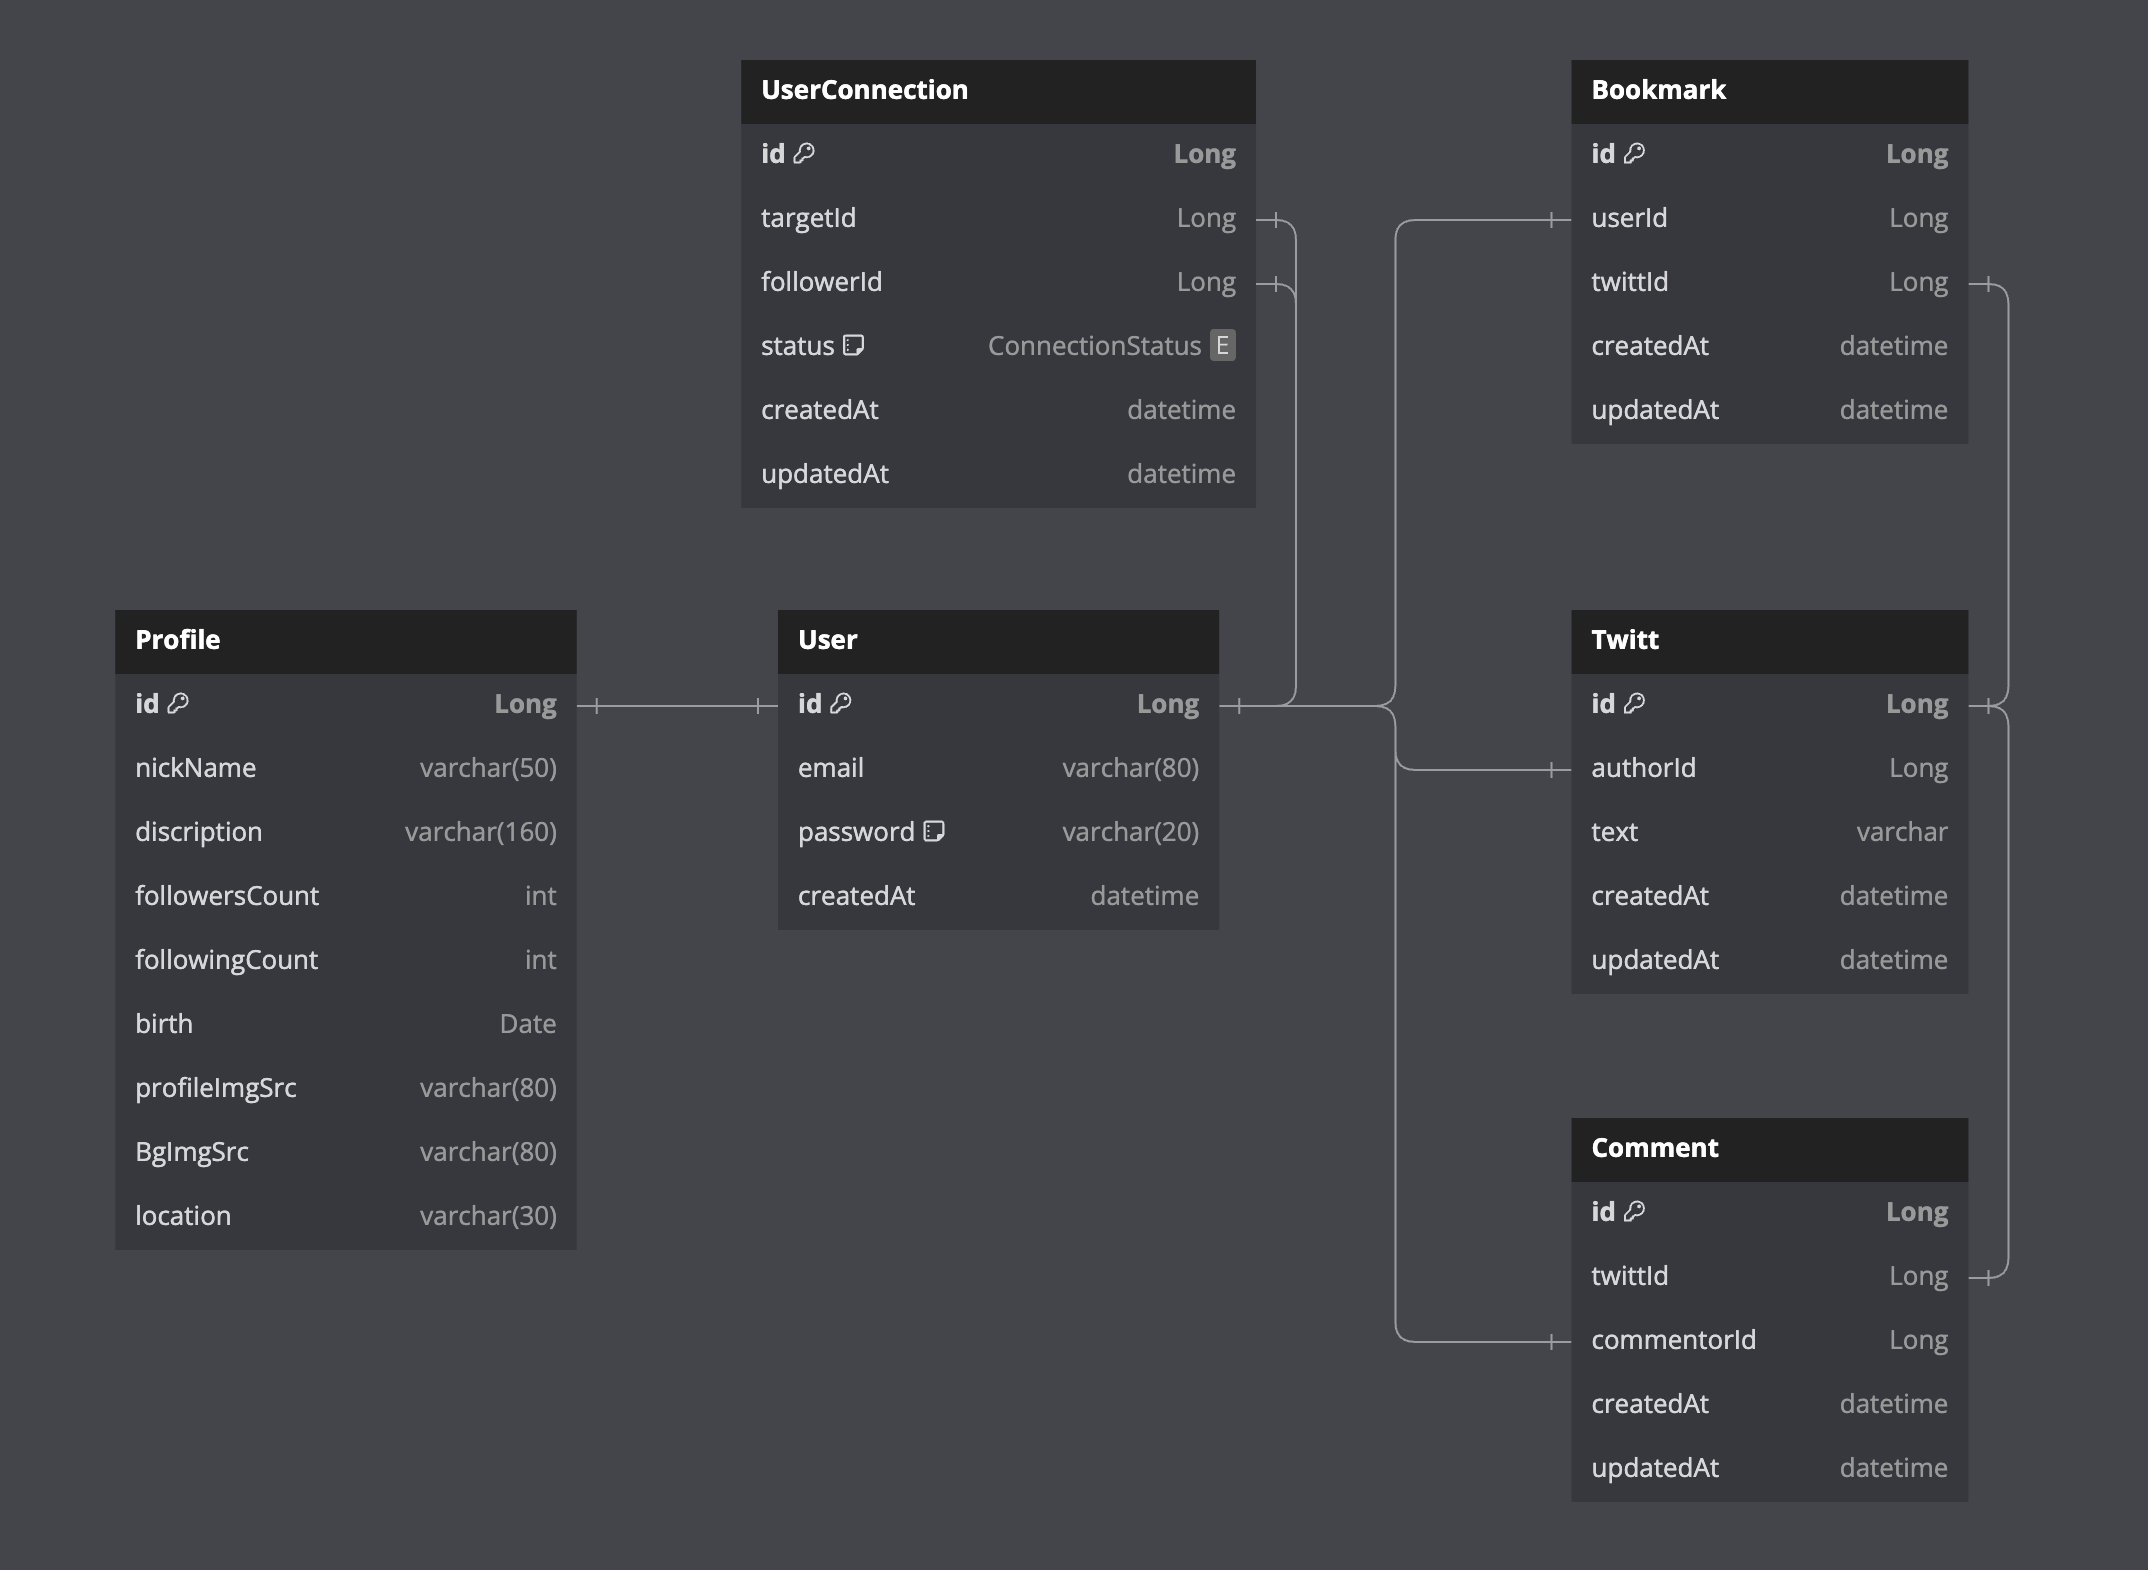 UserConnection
id Long
targetId Long
followerId Long
status ConnectionStatus E
createdAt datetime
updatedAt datetime
Bookmark
id Long
userId Long
twittId Long
createdAt datetime
updatedAt datetime
Profile
id Long
nickName varchar(50)
discription varchar(160)
followersCount int
followingCount int
birth Date
profileImgSrc varchar(80)
BgImgSrc varchar(80)
location varchar(30)
User
id Long
email varchar(80)
password varchar(20)
createdAt datetime
Twitt
id Long
authorId Long
text varchar
createdAt datetime
updatedAt datetime
Comment
id Long
twittId Long
commentorId Long
createdAt datetime
updatedAt datetime